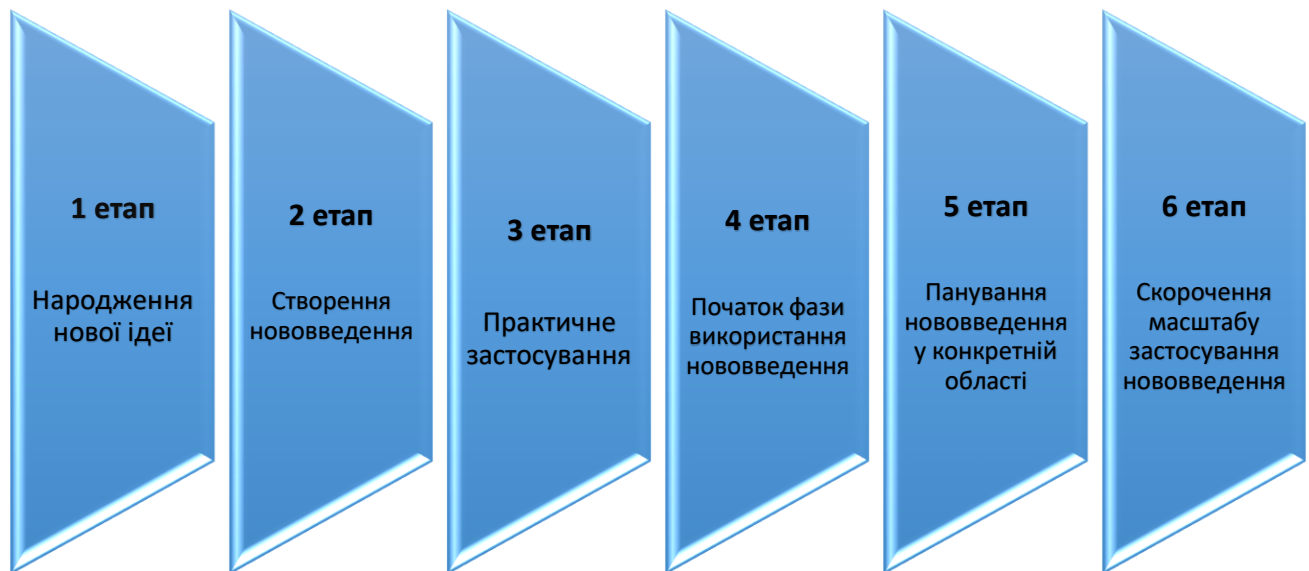 1 етап
Народження
нової ідеї
2 етап
Створення
нововведення
3 етап
Практичне
застосування
4 етап
Початок фази
використання
нововведення
5 етап
Панування
нововведення
у конкретній
області
6 етап
Скорочення
масштабу
застосування
нововведення